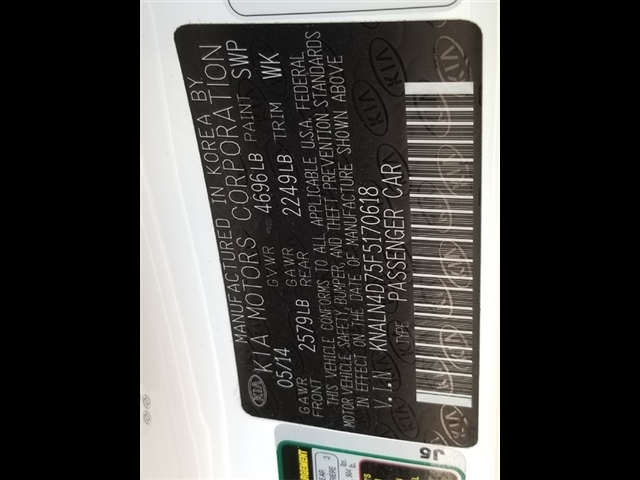 MANUFACTURED IN KOREA BY
KIA KIA MOTORS CORPORATION
05/14 GVWR 4696LB PAINT SWP
GAWR FRONT 2579LB GAWR REAR 2249LB TRIM WK
THIS VEHICLE CONFORMS TO ALL APPLICABLE U.S.A. FEDERAL
MOTOR VEHICLE SAFETY, BUMPER, AND THEFT PREVENTION STANDARDS
IN EFFECT ON THE DATE OF MANUFACTURE SHOWN ABOVE
V.I.N KNALN4D75F5170618
TYPE PASSENGER CAR
J6